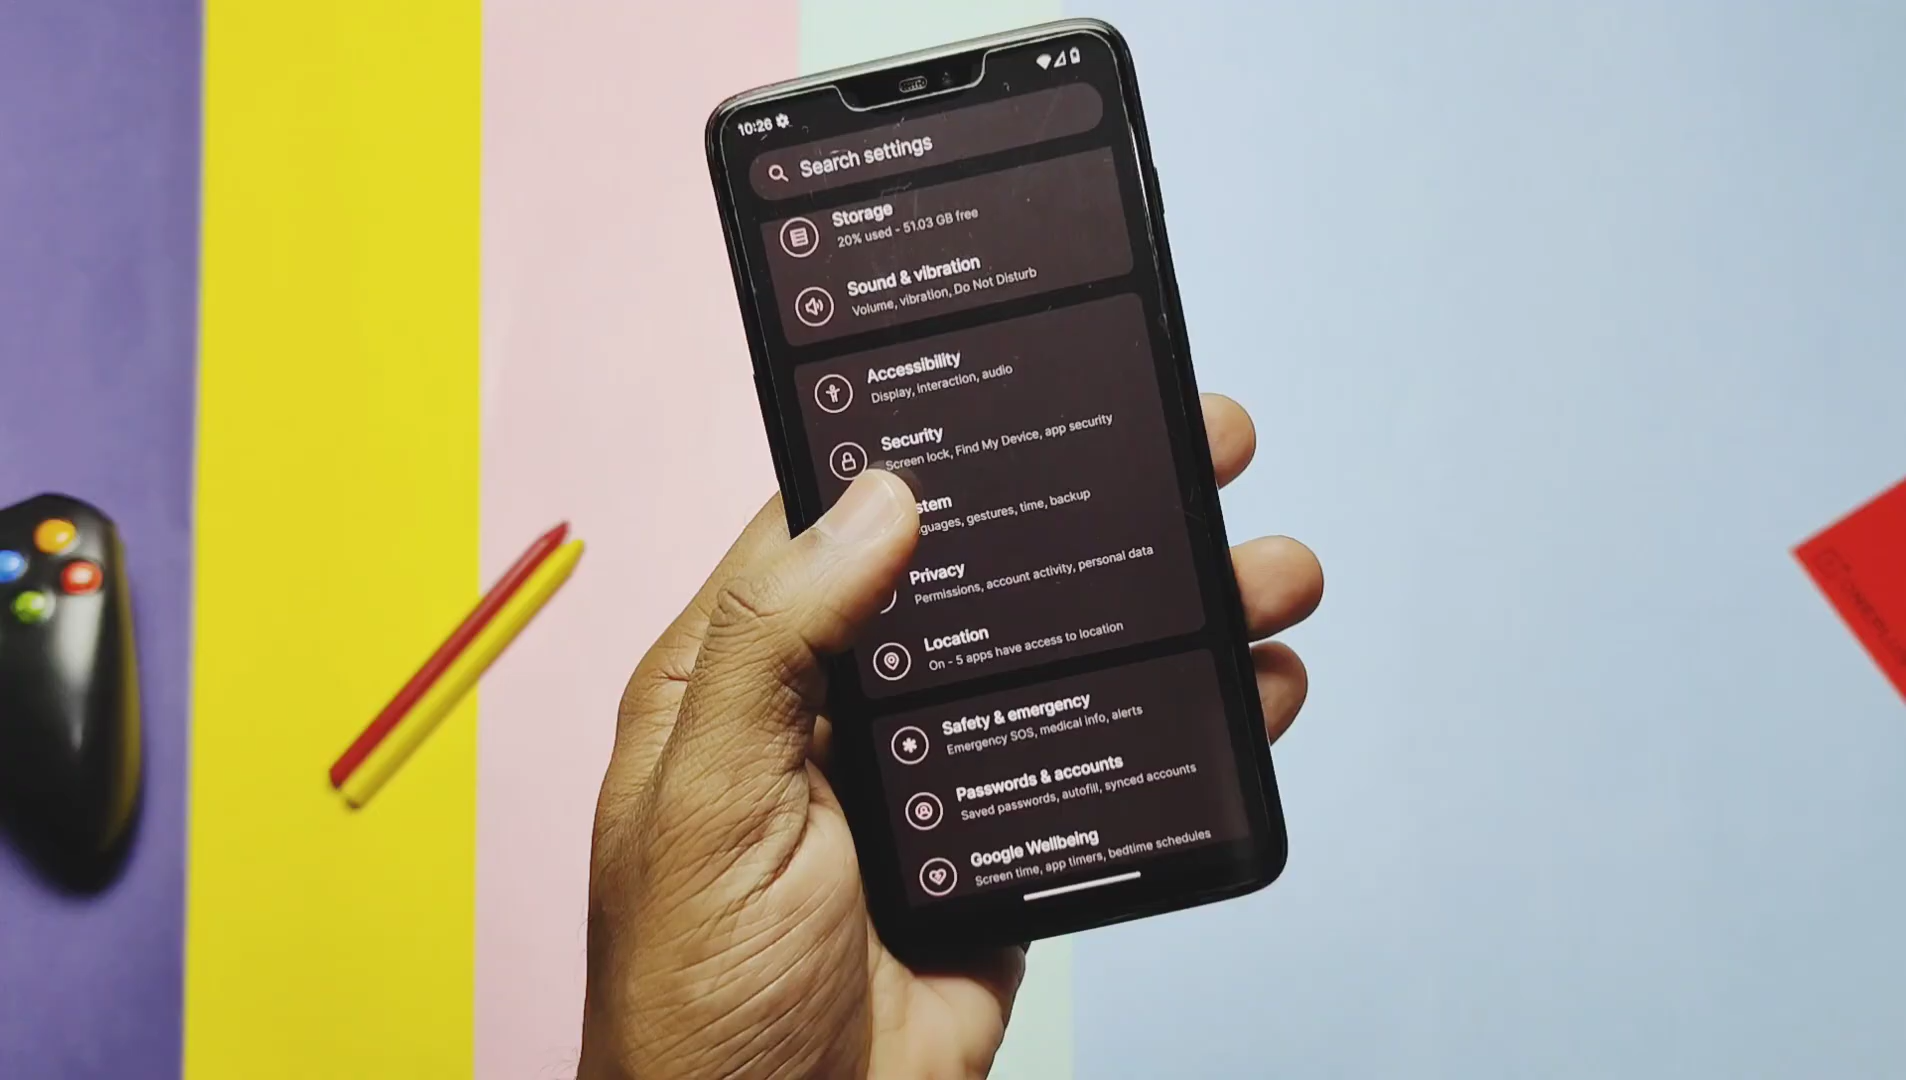 10:26
Search settings
Storage
20% used - 51.03 GB free
Sound & vibration
Volume, vibration, Do Not Disturb
Accessibility
Display, interaction, audio
Security
Screen lock, Find My Device, app security
stem
guages, gestures, time, backup
Privacy
Permissions, account activity, personal data
Location
On - 5 apps have access to location
Safety & emergency
Emergency SOS, medical info, alerts
Passwords & accounts
Saved passwords, autofill, synced accounts
Google Wellbeing
Screen time, app timers, bedtime schedules